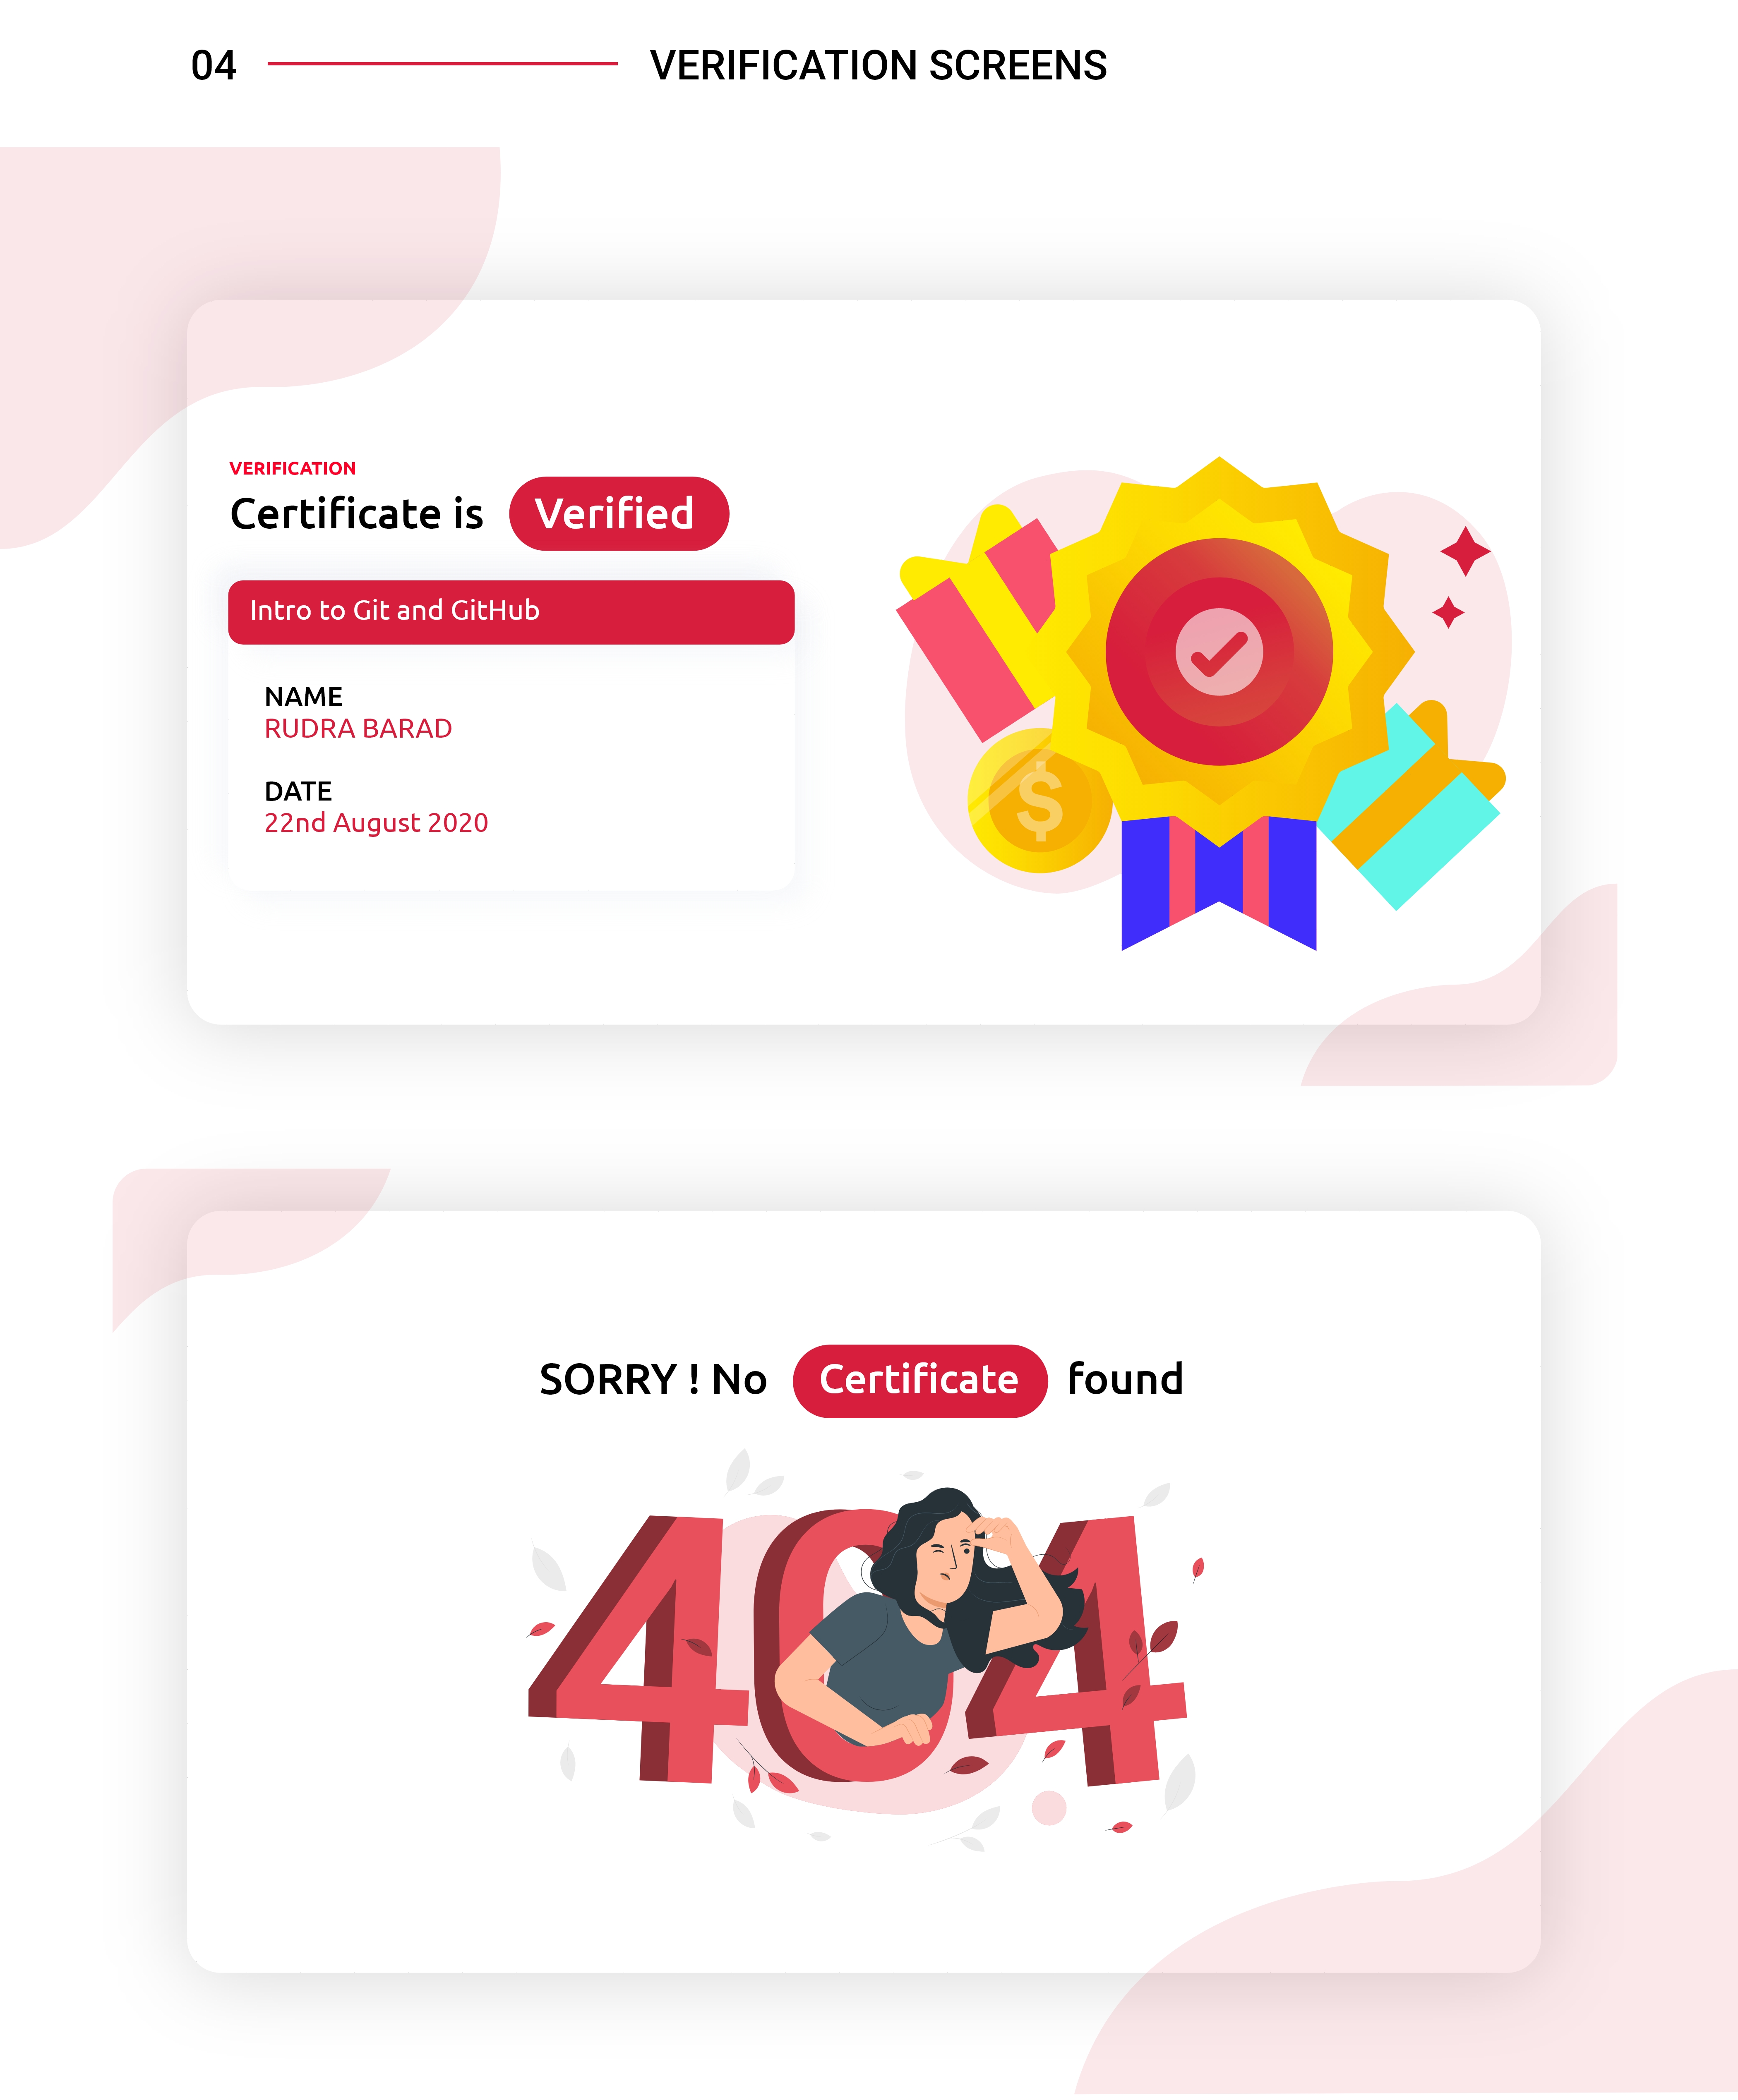 04 VERIFICATION SCREENS
VERIFICATION
Certificate is Verified
Intro to Git and GitHub
NAME
RUDRA BARAD
DATE
22nd August 2020
$
SORRY ! No Certificate found
404